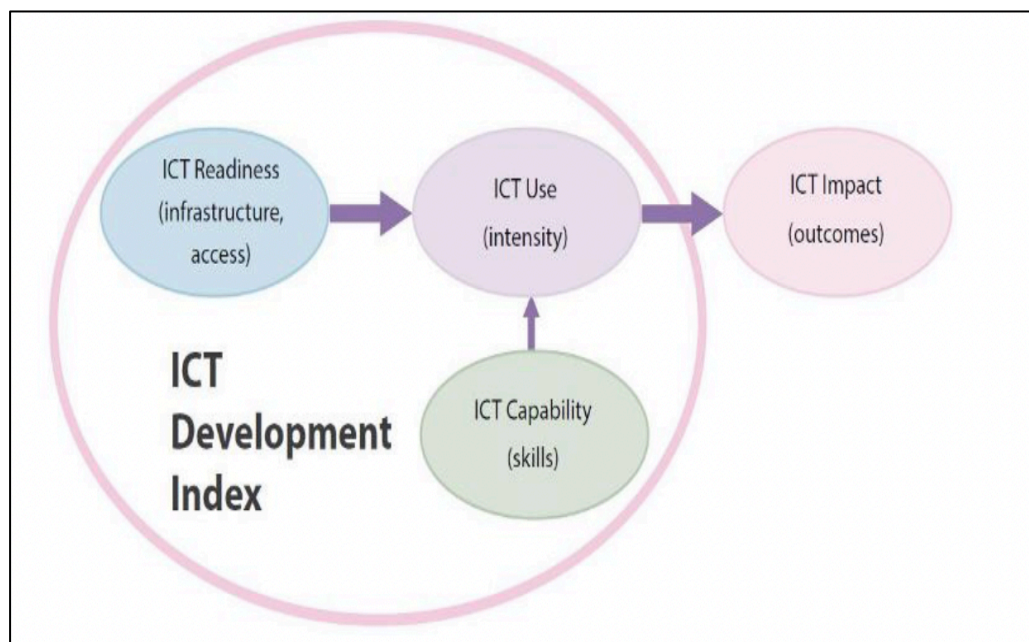 ICT Readiness
(infrastructure,
access)
ICT Use
(intensity)
ICT Impact
(outcomes)
ICT Capability
(skills)
ICT
Development
Index